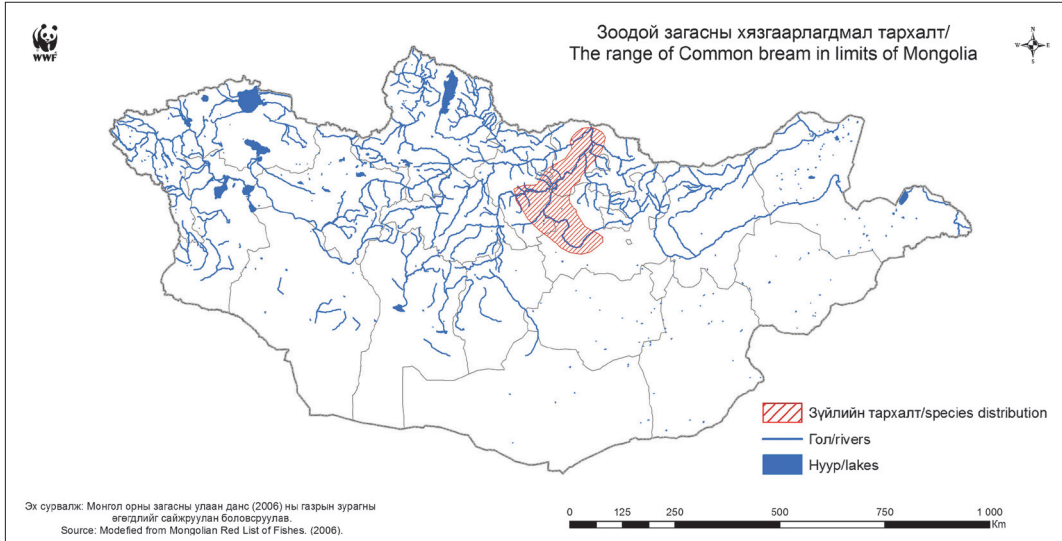 WWF
Зоодой загасны хязгаарлагдмал тархалт/
The range of Common bream in limits of Mongolia
N
W E
S
Зүйлийн тархалт/species distribution
Гол/rivers
Нуур/lakes
Эх сурвалж: Монгол орны загасны улаан данс (2006) ны газрын зурагны
өгөгдлийг сайжруулан боловсруулав.
Source: Modefied from Mongolian Red List of Fishes. (2006).
0 125 250 500 750 1 000
Km